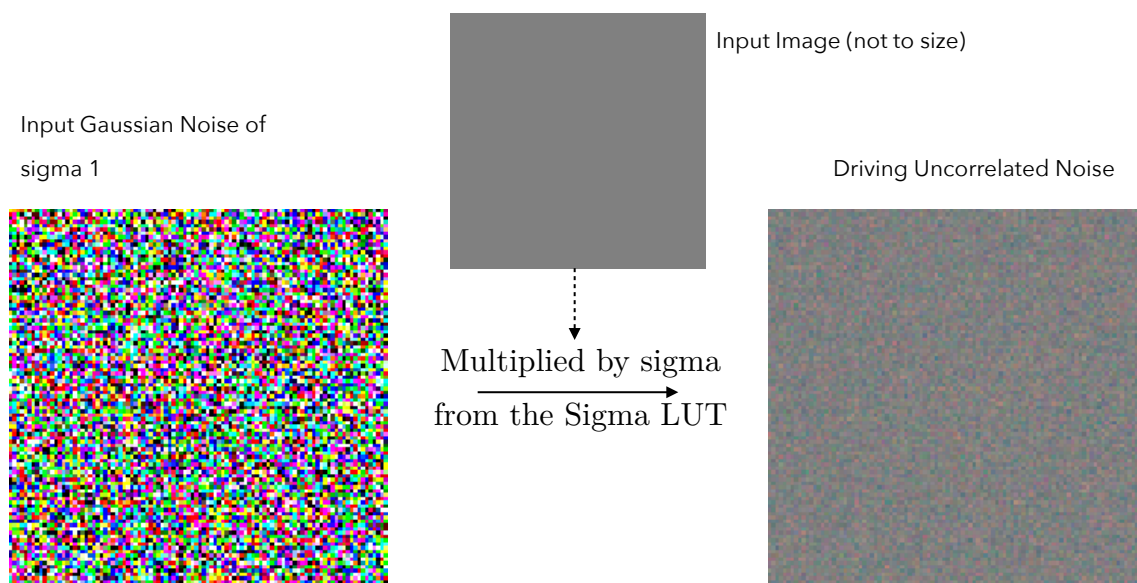 Input Image (not to size)
Input Gaussian Noise of
sigma 1
Driving Uncorrelated Noise
Multiplied by sigma
from the Sigma LUT